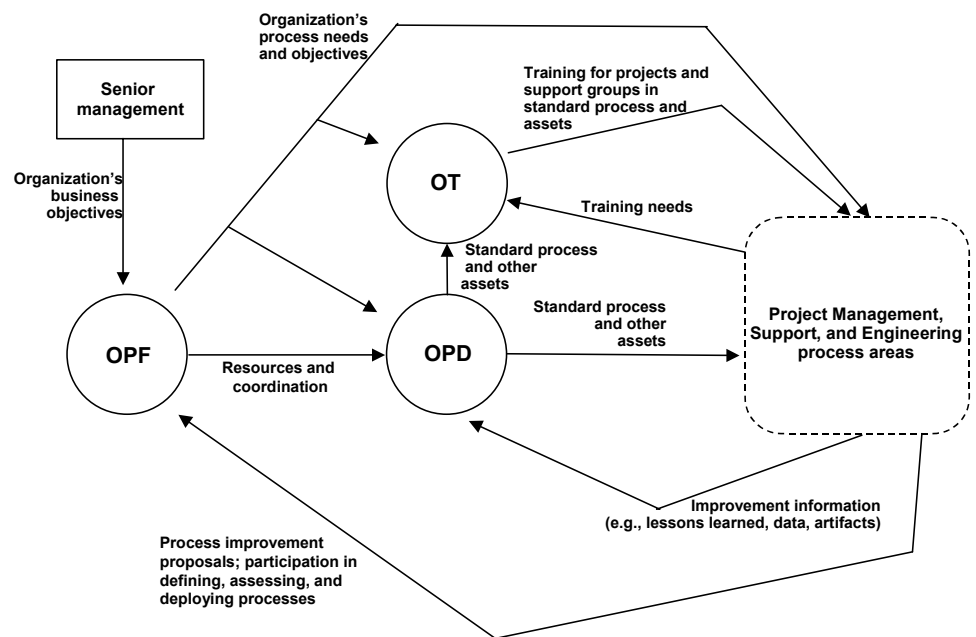 Organization’s
process needs
and objectives
Senior
management
Training for projects and
support groups in
standard process and
assets
OT
Organization’s
business
objectives
Training needs
Standard process
and other
assets
Standard process
and other
assets
Project Management,
Support, and Engineering
process areas
OPF
OPD
Resources and
coordination
Improvement information
(e.g., lessons learned, data, artifacts)
Process improvement
proposals; participation in
defining, assessing, and
deploying processes